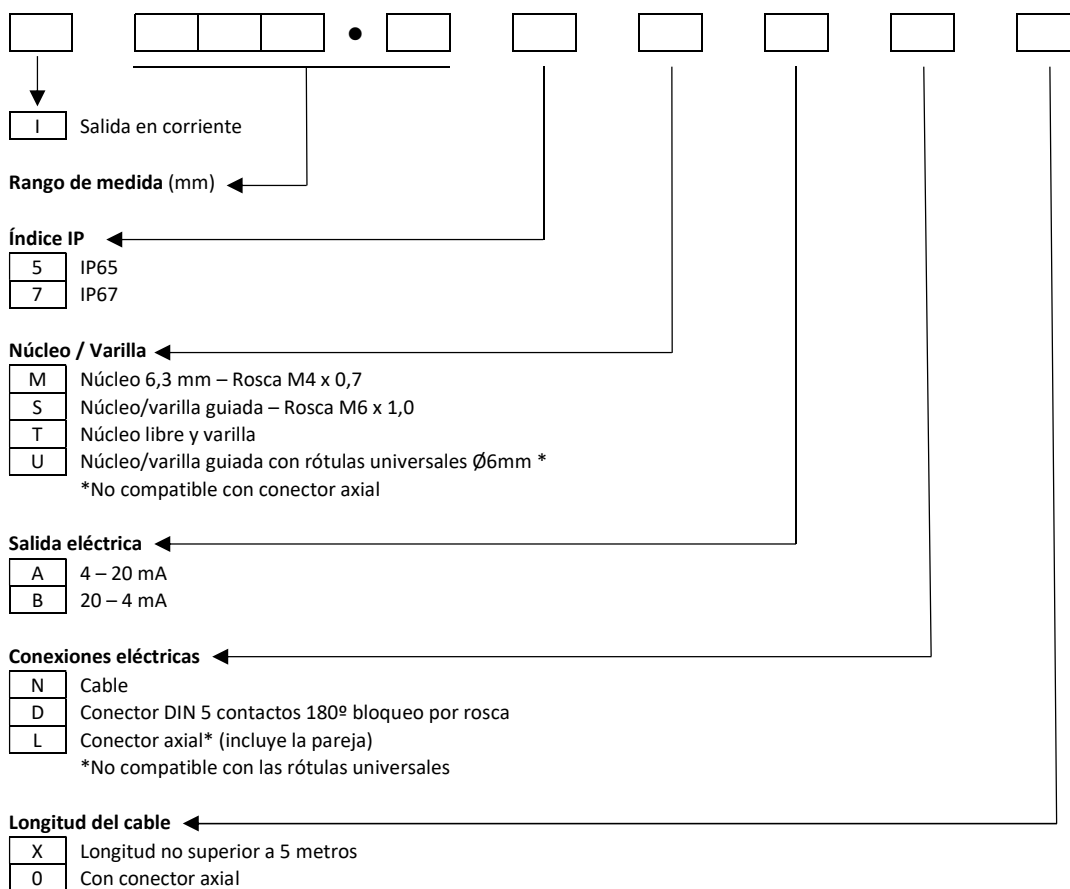 I Salida en corriente
Rango de medida (mm)
Índice IP
5 IP65
7 IP67
Núcleo / Varilla
M Núcleo 6,3 mm – Rosca M4 x 0,7
S Núcleo/varilla guiada – Rosca M6 x 1,0
T Núcleo libre y varilla
U Núcleo/varilla guiada con rótulas universales Ø6mm *
*No compatible con conector axial
Salida eléctrica
A 4 – 20 mA
B 20 – 4 mA
Conexiones eléctricas
N Cable
D Conector DIN 5 contactos 180º bloqueo por rosca
L Conector axial* (incluye la pareja)
*No compatible con las rótulas universales
Longitud del cable
X Longitud no superior a 5 metros
0 Con conector axial